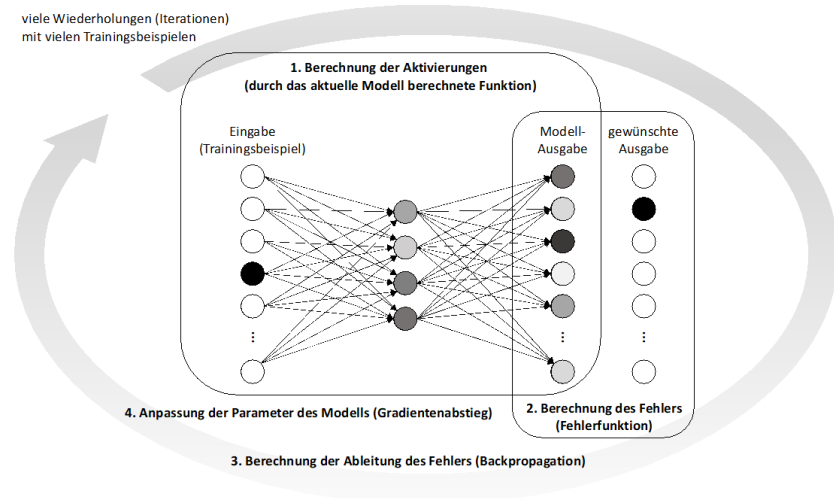 viele Wiederholungen (Iterationen)
mit vielen Trainingsbeispielen
1. Berechnung der Aktivierungen
(durch das aktuelle Modell berechnete Funktion)
Eingabe
(Trainingsbeispiel)
Modell-
Ausgabe
gewünschte
Ausgabe
...
...
...
2. Berechnung des Fehlers
(Fehlerfunktion)
4. Anpassung der Parameter des Modells (Gradientenabstieg)
3. Berechnung der Ableitung des Fehlers (Backpropagation)